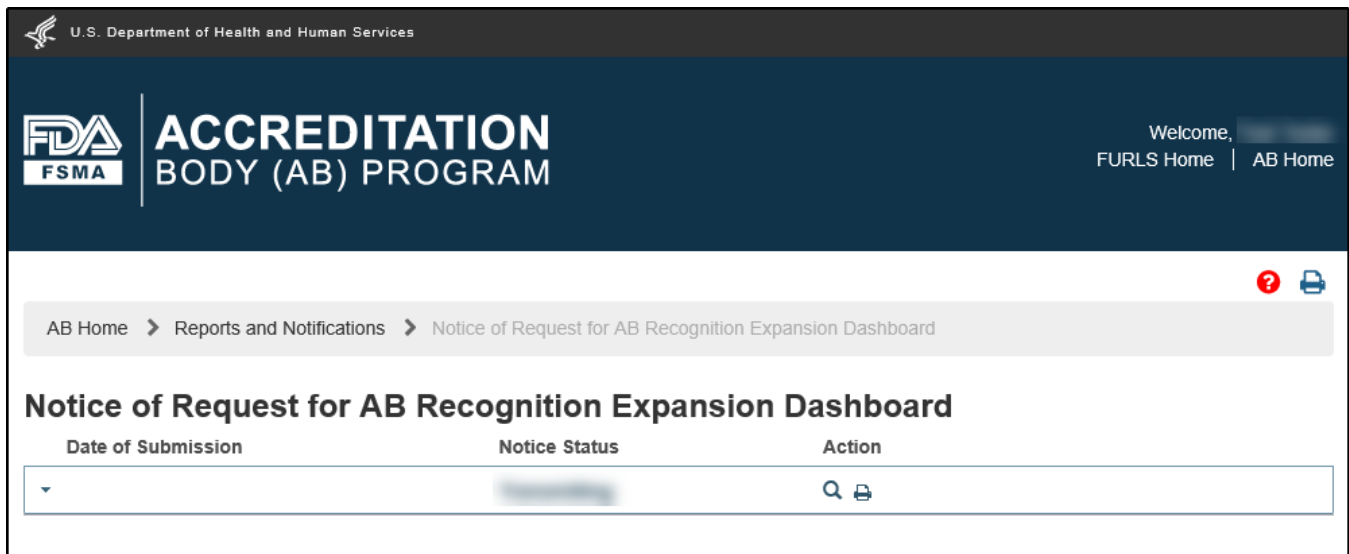 U.S. Department of Health and Human Services
FDA
FSMA
ACCREDITATION
BODY (AB) PROGRAM
Welcome,
FURLS Home | AB Home
?
AB Home > Reports and Notifications > Notice of Request for AB Recognition Expansion Dashboard
Notice of Request for AB Recognition Expansion Dashboard
Date of Submission Notice Status Action